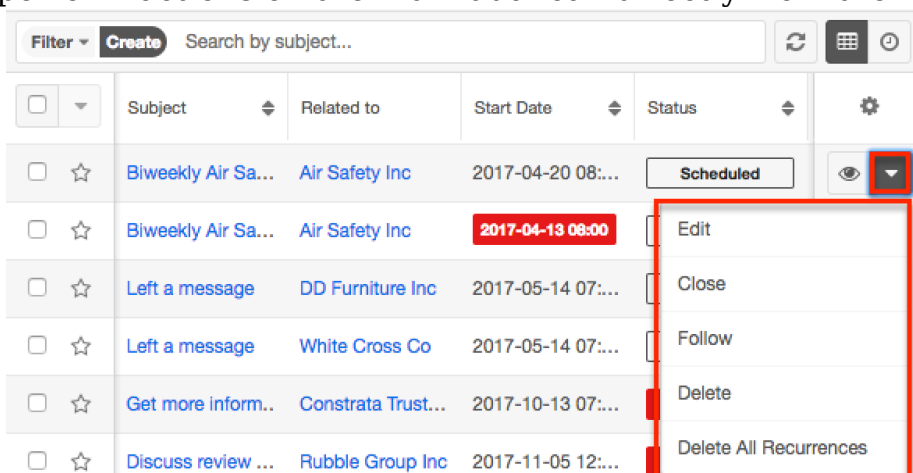 Filter Create Search by subject...
Subject Related to Start Date Status
Biweekly Air Sa... Air Safety Inc 2017-04-20 08:... Scheduled
Biweekly Air Sa... Air Safety Inc 2017-04-13 08:00
Edit
Left a message DD Furniture Inc 2017-05-14 07:...
Close
Left a message White Cross Co 2017-05-14 07:...
Follow
Get more inform... Constrata Trust... 2017-10-13 07:...
Delete
Discuss review ... Rubble Group Inc 2017-11-05 12:...
Delete All Recurrences